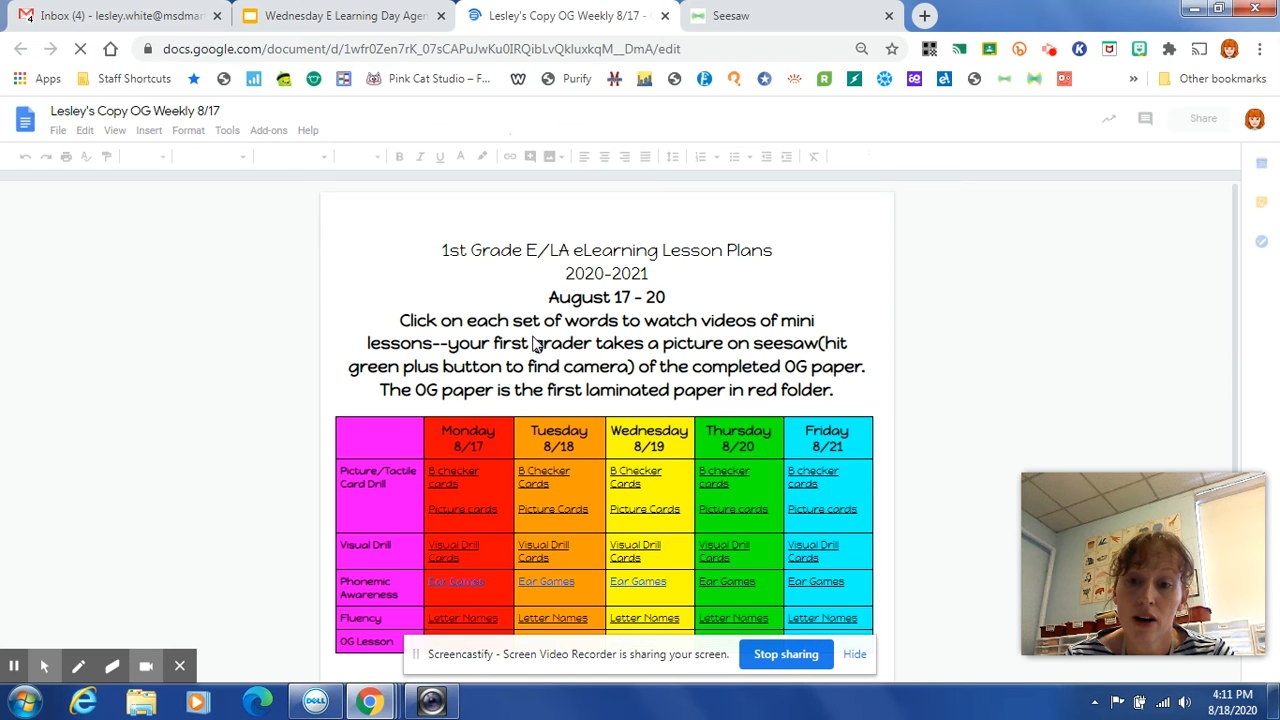 Inbox (4) - lesley.white@msdmar
Wednesday E Learning Day Agen
Lesley's Copy OG Weekly 8/17 - 
Seesaw
docs.google.com/document/d/1wfr0Zen7rK_07sCAPuJwKu0IRQibLvQkluxkqM__DmA/edit
Apps
Staff Shortcuts
Pink Cat Studio – F...
Purify
Other bookmarks
Lesley's Copy OG Weekly 8/17
File Edit View Insert Format Tools Add-ons Help
Share
1st Grade E/LA eLearning Lesson Plans
2020-2021
August 17 - 20
Click on each set of words to watch videos of mini
lessons--your first grader takes a picture on seesaw(hit
green plus button to find camera) of the completed OG paper.
The OG paper is the first laminated paper in red folder.
Monday Tuesday Wednesday Thursday Friday
8/17 8/18 8/19 8/20 8/21
Picture/Tactile B checker B Checker B Checker B checker B checker
Card Drill cards Cards Cards cards cards
Picture cards Picture Cards Picture Cards Picture cards Picture cards
Visual Drill Visual Drill Visual Drill Visual Drill Visual Drill Visual Drill
Cards Cards Cards Cards Cards
Phonemic Ear Games Ear Games Ear Games Ear Games Ear Games
Awareness
Fluency Letter Names Letter Names Letter Names Letter Names Letter Names
OG Lesson
Screencastify - Screen Video Recorder is sharing your screen.
Stop sharing
Hide
4:11 PM
8/18/2020